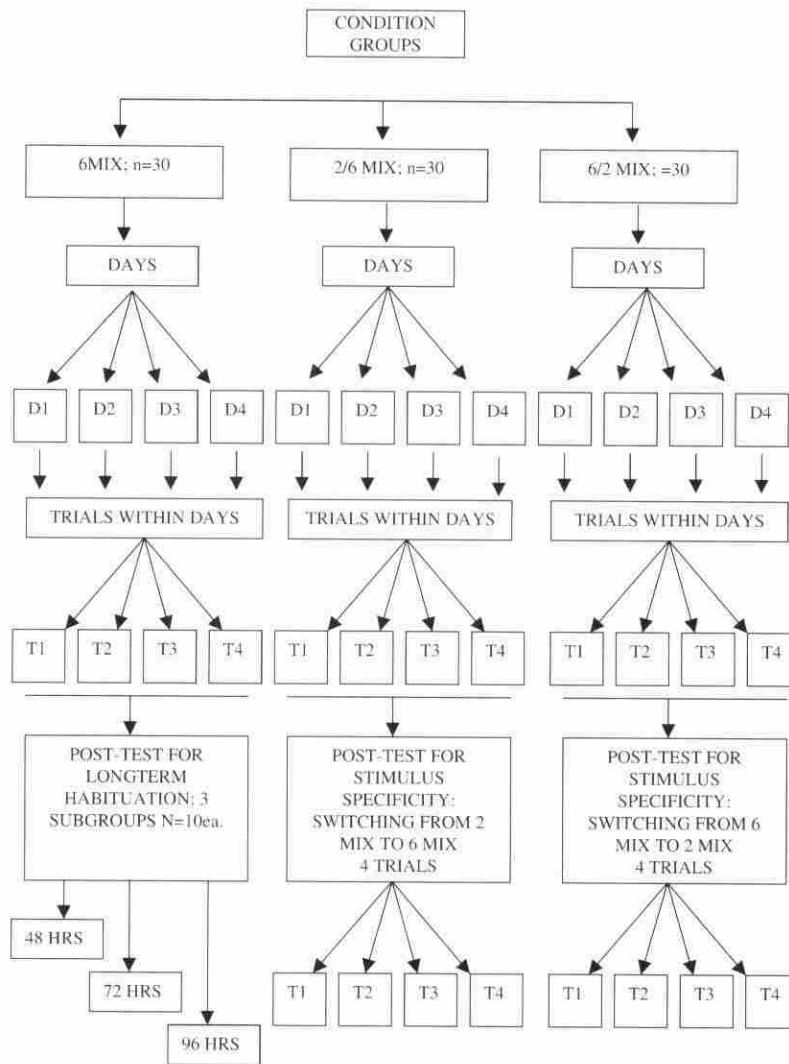 CONDITION
GROUPS
6MIX; n=30
2/6 MIX; n=30
6/2 MIX; =30
DAYS
DAYS
DAYS
D1 D2 D3 D4 D1 D2 D3 D4 D1 D2 D3 D4
TRIALS WITHIN DAYS
TRIALS WITHIN DAYS
TRIALS WITHIN DAYS
T1 T2 T3 T4 T1 T2 T3 T4 T1 T2 T3 T4
POST-TEST FOR
LONGTERM
HABITUATION: 3
SUBGROUPS N=10ea.
POST-TEST FOR
STIMULUS
SPECIFICITY:
SWITCHING FROM 2
MIX TO 6 MIX
4 TRIALS
POST-TEST FOR
STIMULUS
SPECIFICITY:
SWITCHING FROM 6
MIX TO 2 MIX
4 TRIALS
48 HRS
72 HRS
96 HRS
T1 T2 T3 T4 T1 T2 T3 T4